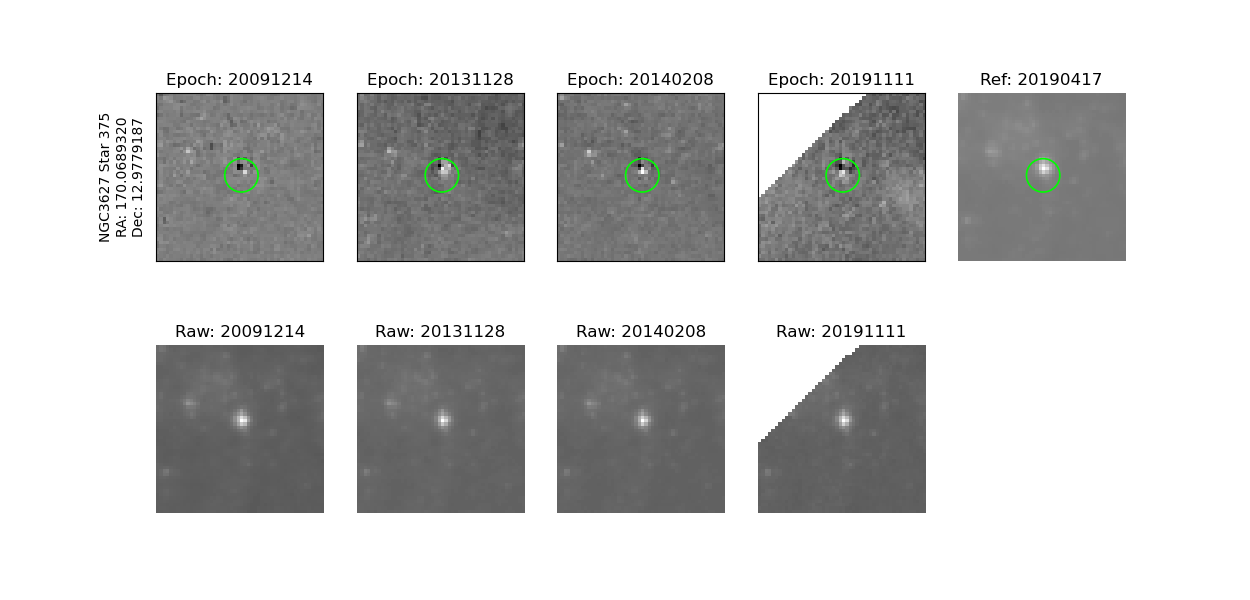 NGC3627 Star 375
RA: 170.0689320
Dec: 12.9779187
Epoch: 20091214
Epoch: 20131128
Epoch: 20140208
Epoch: 20191111
Ref: 20190417
Raw: 20091214
Raw: 20131128
Raw: 20140208
Raw: 20191111